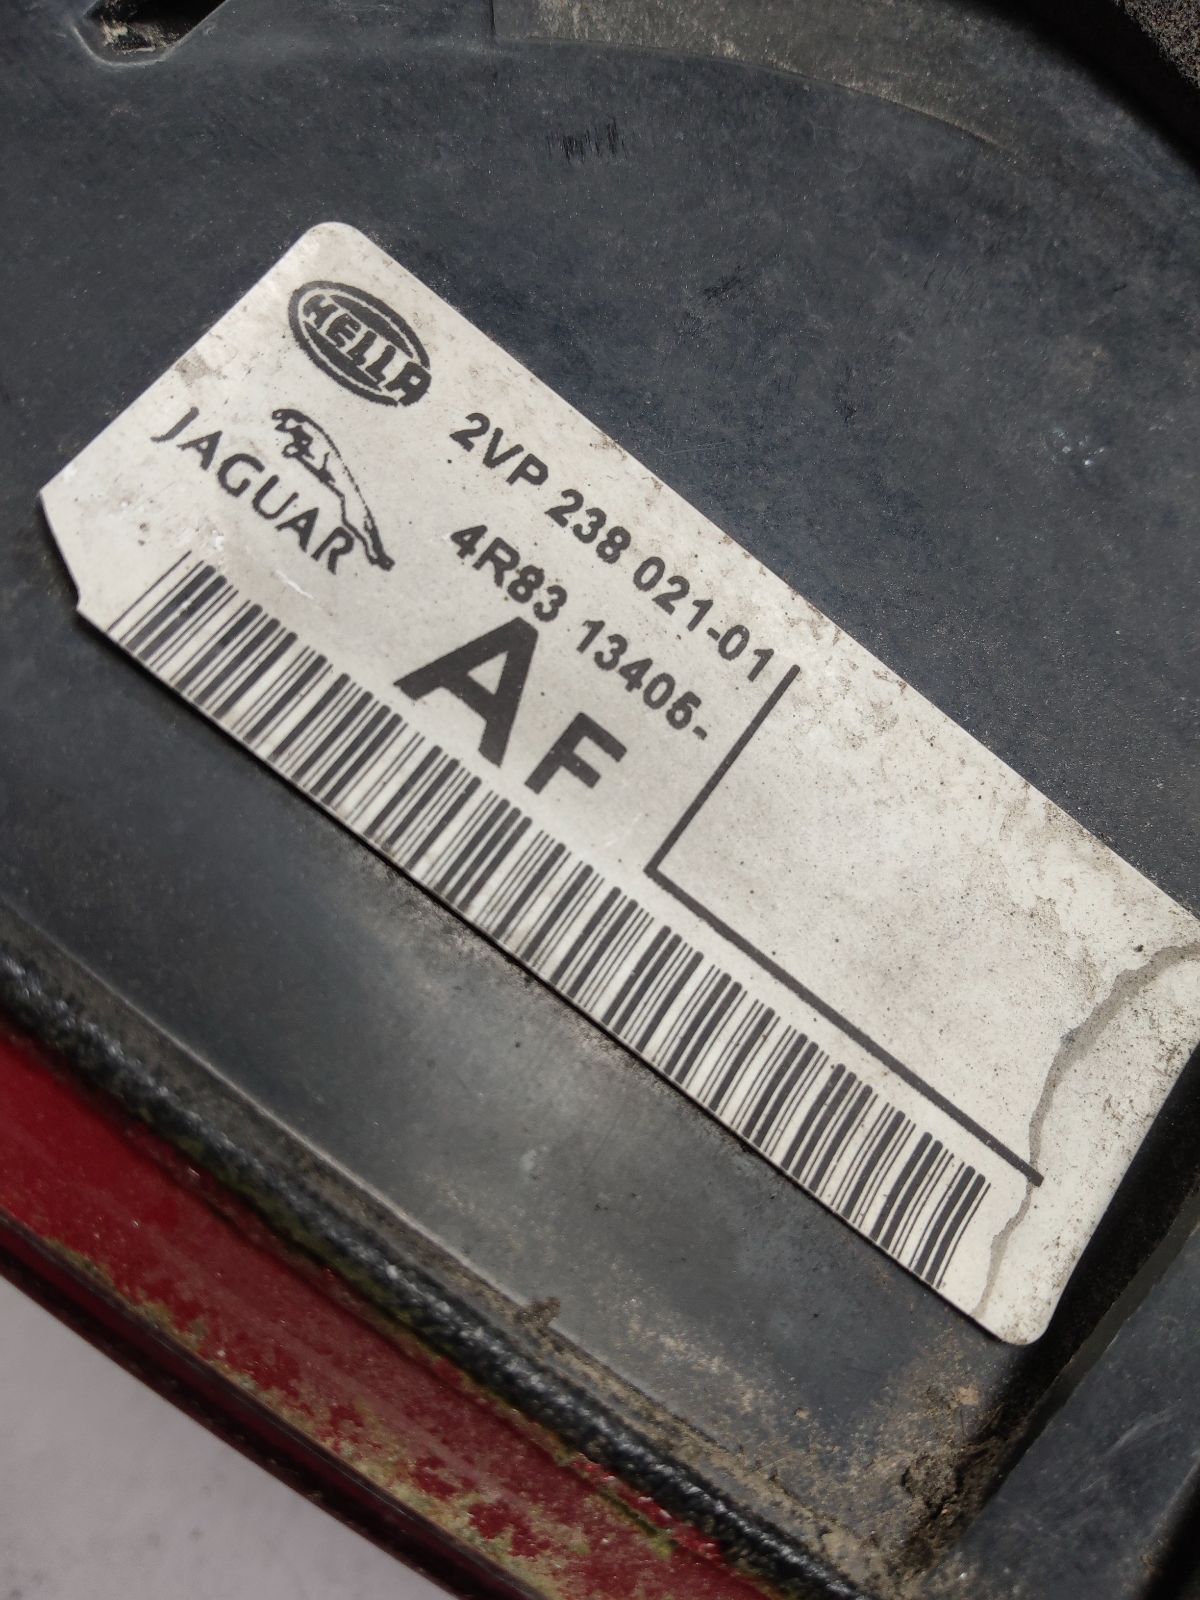 HELLA
JAGUAR
2VP 238 021-01
4R83 13405-
AF